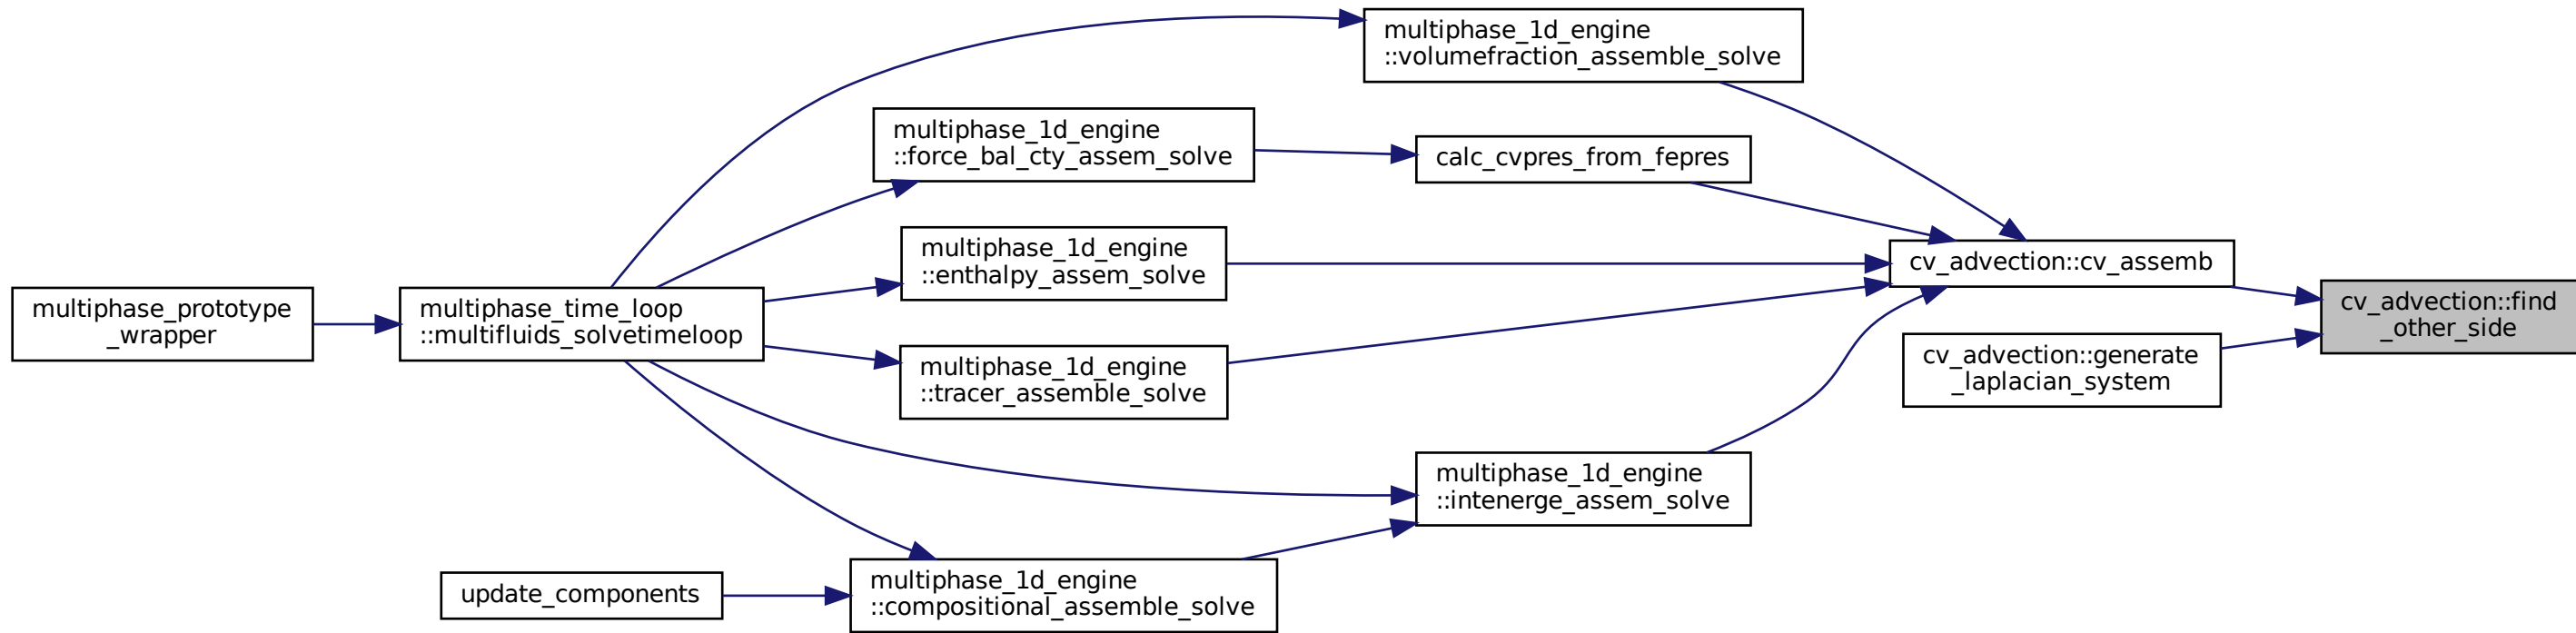 multiphase_1d_engine
::volumefraction_assemble_solve
multiphase_1d_engine
::force_bal_cty_assem_solve
calc_cvpres_from_fepres
multiphase_1d_engine
::enthalpy_assem_solve
cv_advection::cv_assemb
multiphase_prototype
_wrapper
multiphase_time_loop
::multifluids_solvetimeloop
cv_advection::find
_other_side
multiphase_1d_engine
::tracer_assemble_solve
cv_advection::generate
_laplacian_system
multiphase_1d_engine
::intenerge_assem_solve
update_components
multiphase_1d_engine
::compositional_assemble_solve